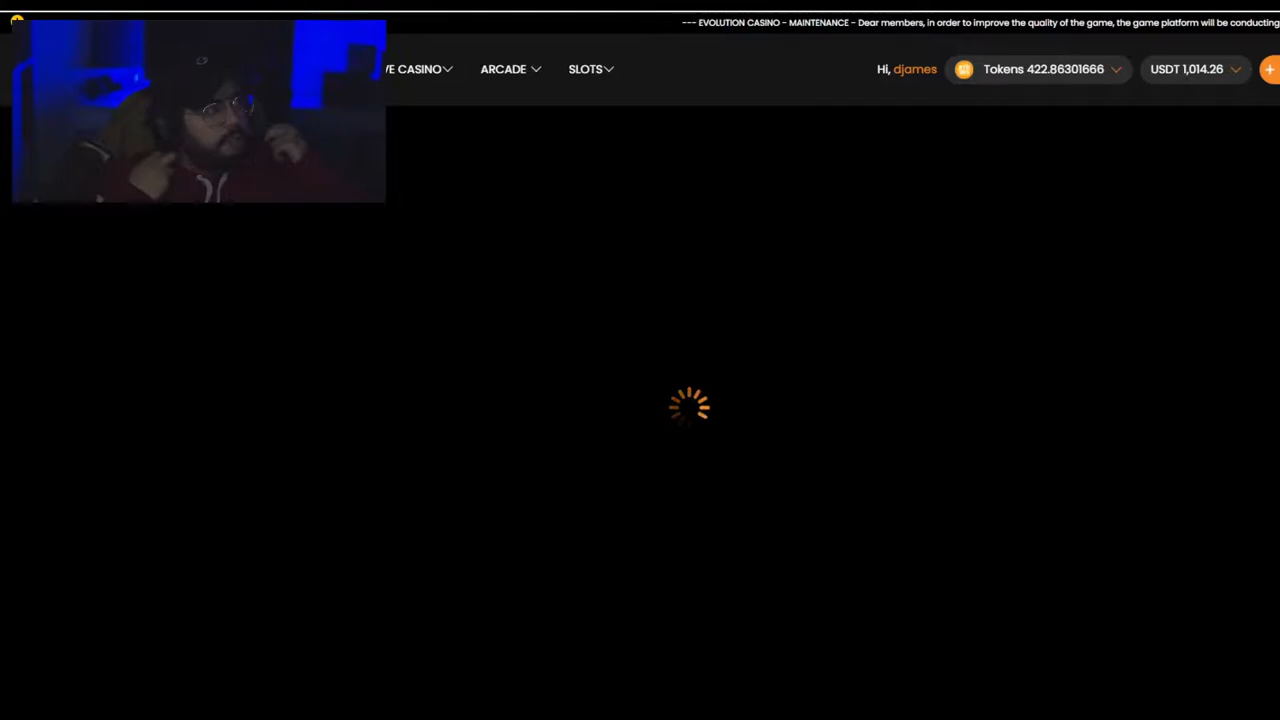 --- EVOLUTION CASINO - MAINTENANCE - Dear members, in order to improve the quality of the game, the game platform will be conducting
VE CASINO
ARCADE
SLOTS
Hi, djames
Tokens 422.86301666
USDT 1,014.26
+